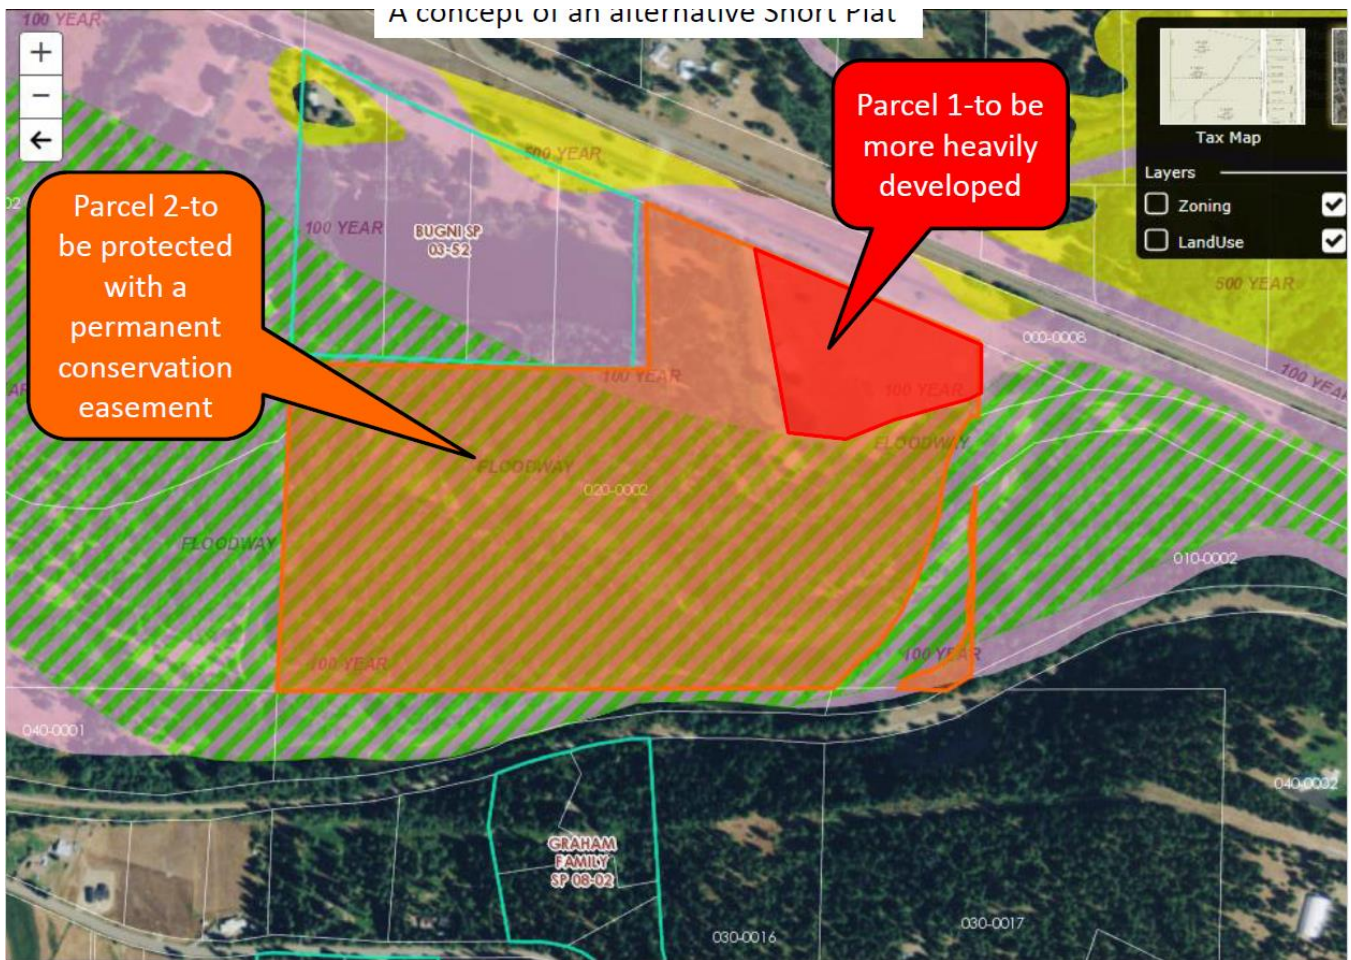 A concept of an alternative Short Plat
100 YEAR
+
−
←
Parcel 1-to be
more heavily
developed
Tax Map
Layers
Zoning
LandUse
500 YEAR
Parcel 2-to
be protected
with a
permanent
conservation
easement
02
100 YEAR
BUGNI SP
03-52
500 YEAR
000-0008
100 YEAR
100 YEAR
100 YEAR
FLOODWAY
FLOODWAY
020-0002
FLOODWAY
010-0002
100 YEAR
100 YEAR
040-0001
040-0002
GRAHAM
FAMILY
SP 08-02
030-0016
030-0017